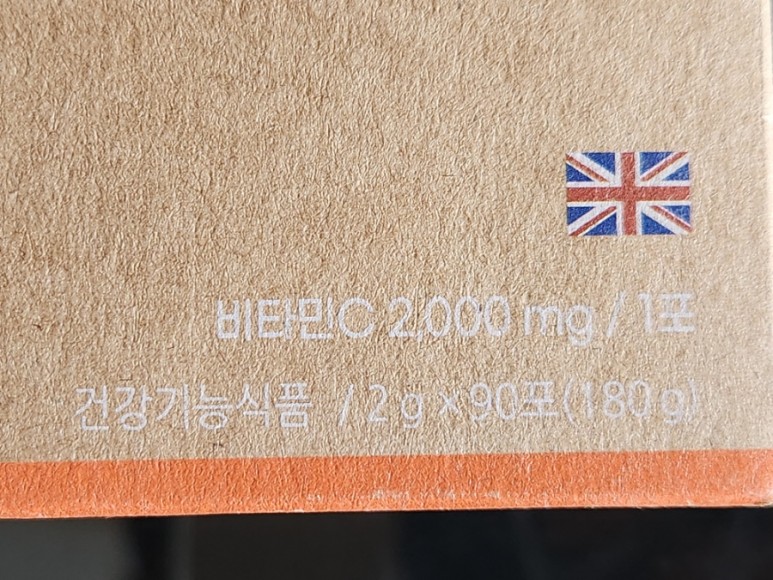 비타민C 2,000 mg / 1포
건강기능식품 / 2 g × 90포(180 g)